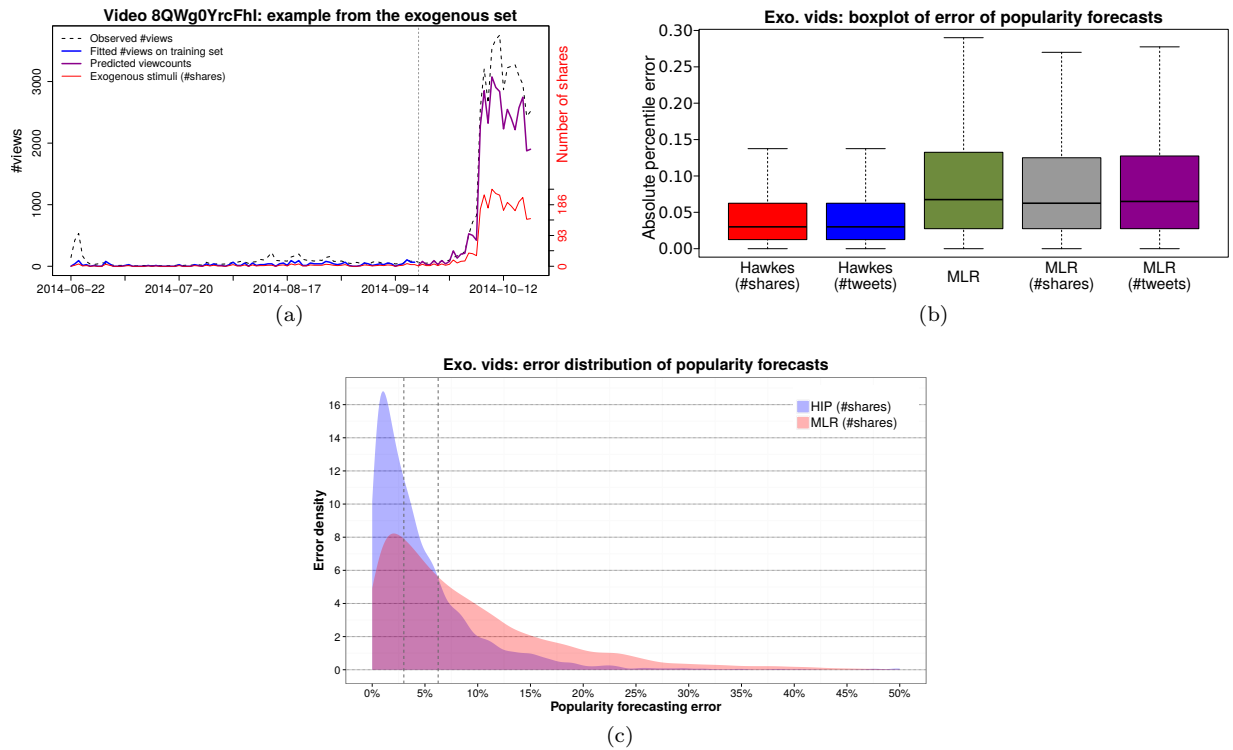 Video 8QWg0YrcFhI: example from the exogenous set
Observed #views
Fitted #views on training set
Predicted viewcounts
Exogenous stimuli (#shares)
#views
0
1000
2000
3000
Number of shares
0
93
186
2014−06−22
2014−07−20
2014−08−17
2014−09−14
2014−10−12
(a)
Exo. vids: boxplot of error of popularity forecasts
Absolute percentile error
0.30
0.25
0.20
0.15
0.10
0.05
0.00
Hawkes
(#shares)
Hawkes
(#tweets)
MLR
MLR
(#shares)
MLR
(#tweets)
(b)
Exo. vids: error distribution of popularity forecasts
HIP (#shares)
MLR (#shares)
Error density
16
14
12
10
8
6
4
2
0
0%
5%
10%
15%
20%
25%
30%
35%
40%
45%
50%
Popularity forecasting error
(c)